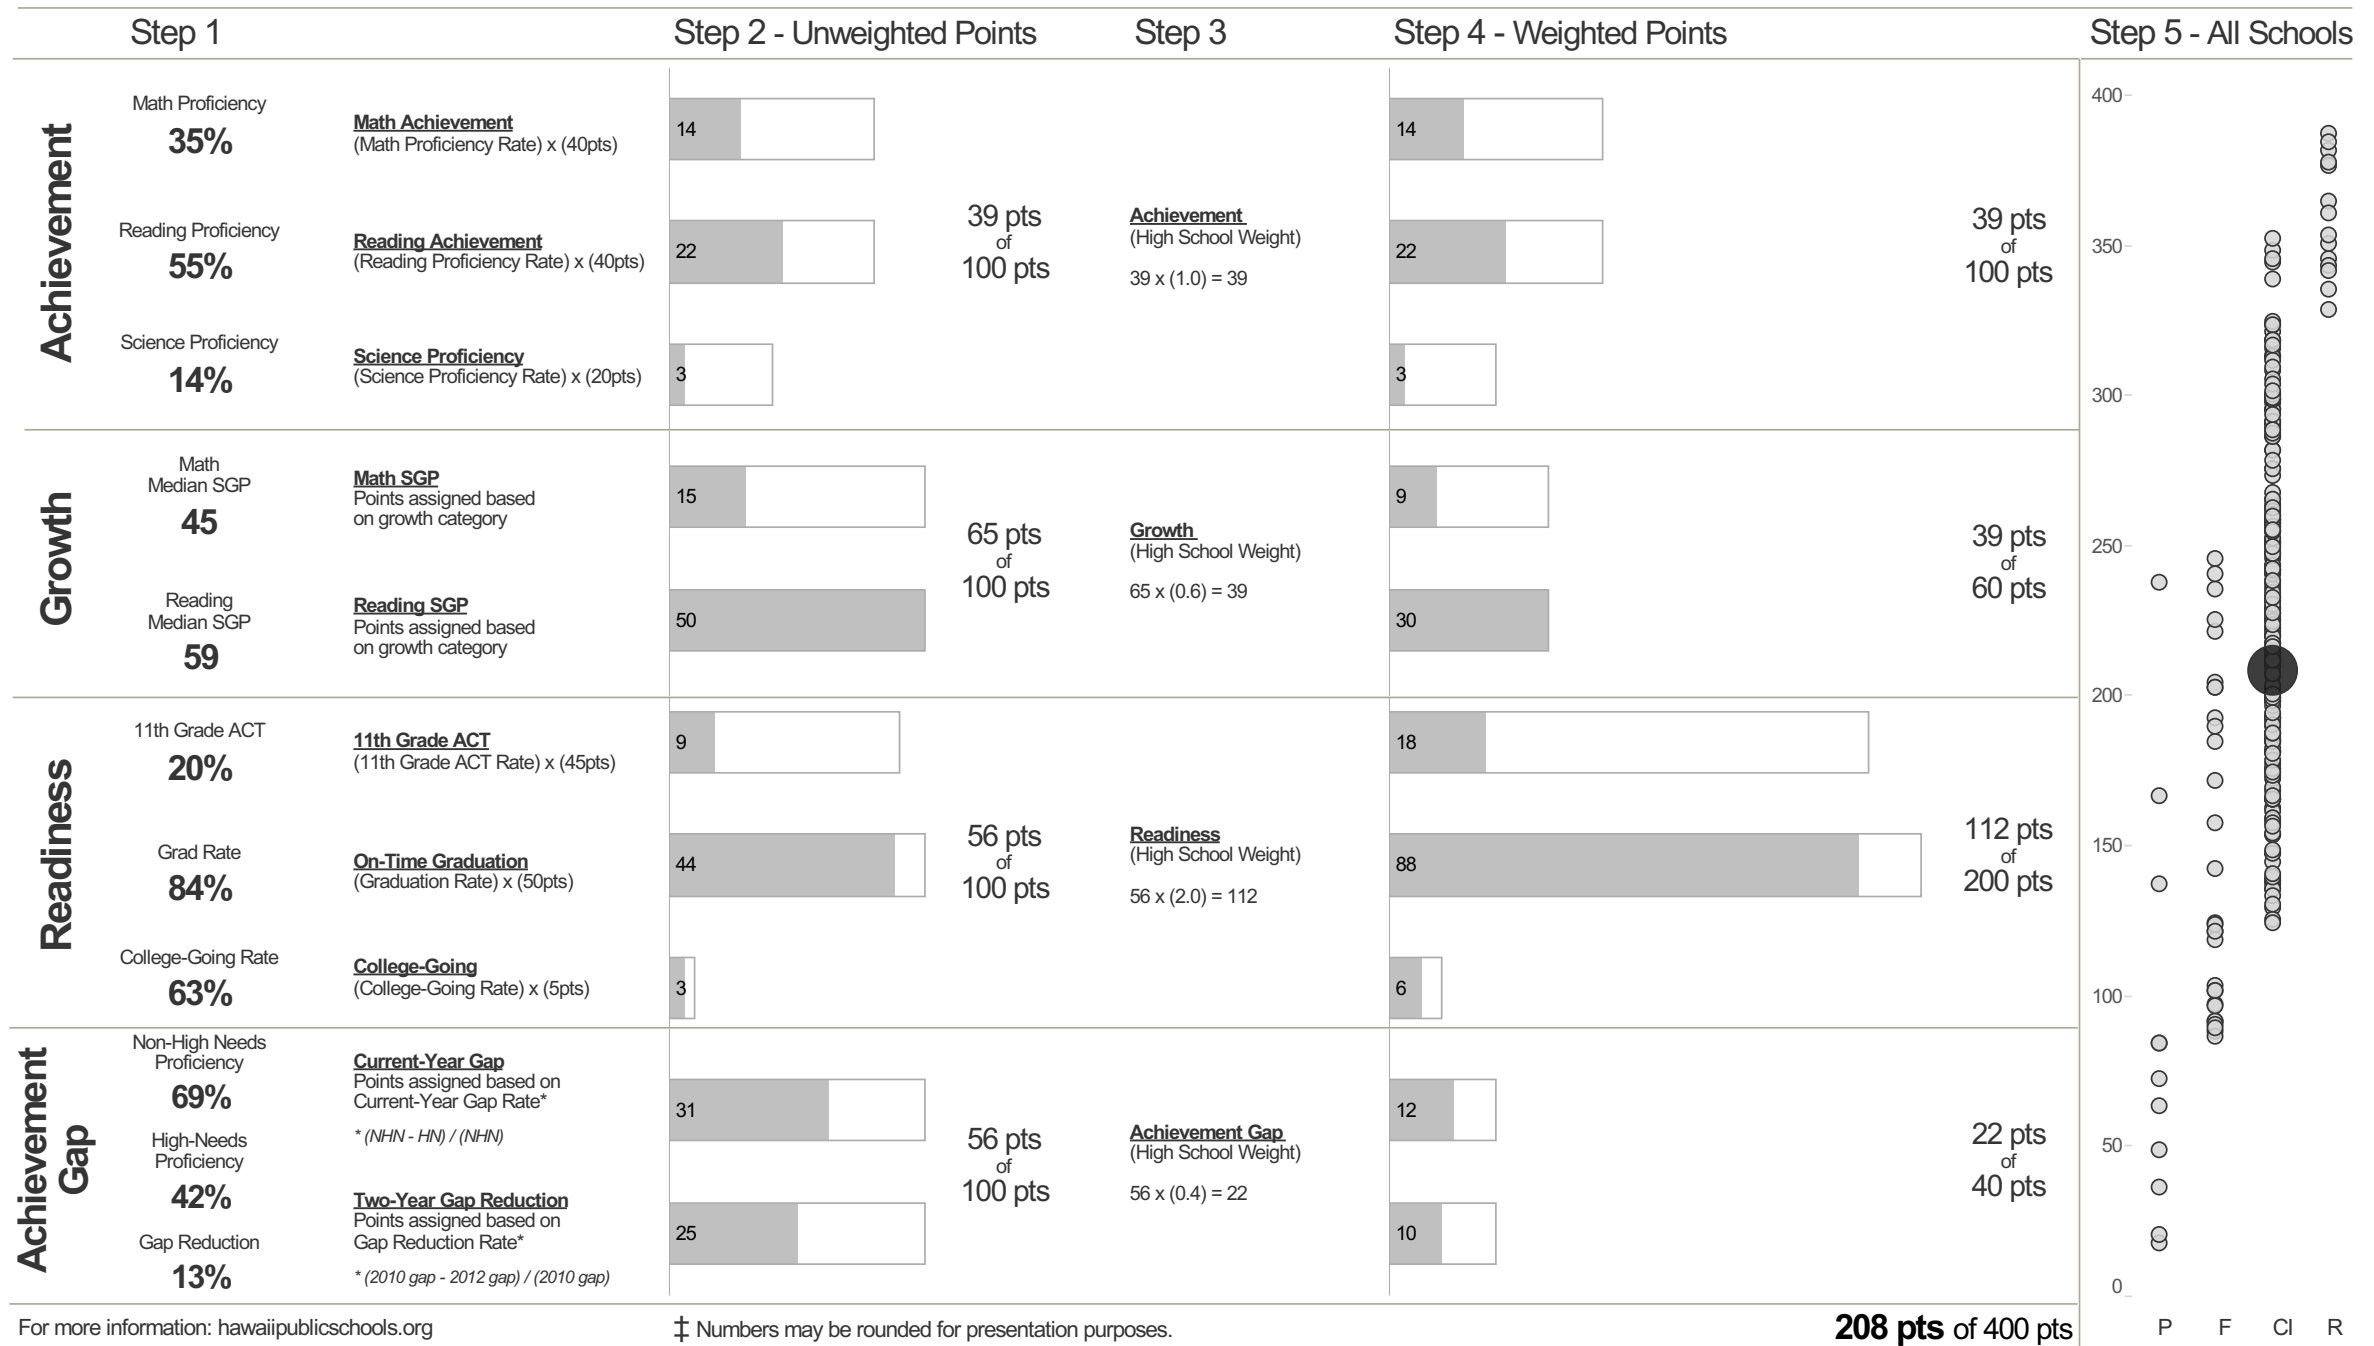 Step 1
Step 2 - Unweighted Points
Step 3
Step 4 - Weighted Points
Step 5 - All Schools
Achievement
Math Proficiency
35%
Math Achievement
(Math Proficiency Rate) x (40pts)
14
14
Reading Proficiency
55%
Reading Achievement
(Reading Proficiency Rate) x (40pts)
22
39 pts
of
100 pts
Achievement
(High School Weight)
39 x (1.0) = 39
22
39 pts
of
100 pts
Science Proficiency
14%
Science Proficiency
(Science Proficiency Rate) x (20pts)
3
3
Growth
Math
Median SGP
45
Math SGP
Points assigned based
on growth category
15
65 pts
of
100 pts
Growth
(High School Weight)
65 x (0.6) = 39
9
39 pts
of
60 pts
Reading
Median SGP
59
Reading SGP
Points assigned based
on growth category
50
30
Readiness
11th Grade ACT
20%
11th Grade ACT
(11th Grade ACT Rate) x (45pts)
9
18
Grad Rate
84%
On-Time Graduation
(Graduation Rate) x (50pts)
44
56 pts
of
100 pts
Readiness
(High School Weight)
56 x (2.0) = 112
88
112 pts
of
200 pts
College-Going Rate
63%
College-Going
(College-Going Rate) x (5pts)
3
6
Achievement
Gap
Non-High Needs
Proficiency
69%
High-Needs
Proficiency
42%
Gap Reduction
13%
Current-Year Gap
Points assigned based on
Current-Year Gap Rate*
* (NHN - HN) / (NHN)
Two-Year Gap Reduction
Points assigned based on
Gap Reduction Rate*
* (2010 gap - 2012 gap) / (2010 gap)
31
25
56 pts
of
100 pts
Achievement Gap
(High School Weight)
56 x (0.4) = 22
12
10
22 pts
of
40 pts
400
350
300
250
200
150
100
50
0
P F CI R
For more information: hawaiipublicschools.org
‡ Numbers may be rounded for presentation purposes.
208 pts of 400 pts